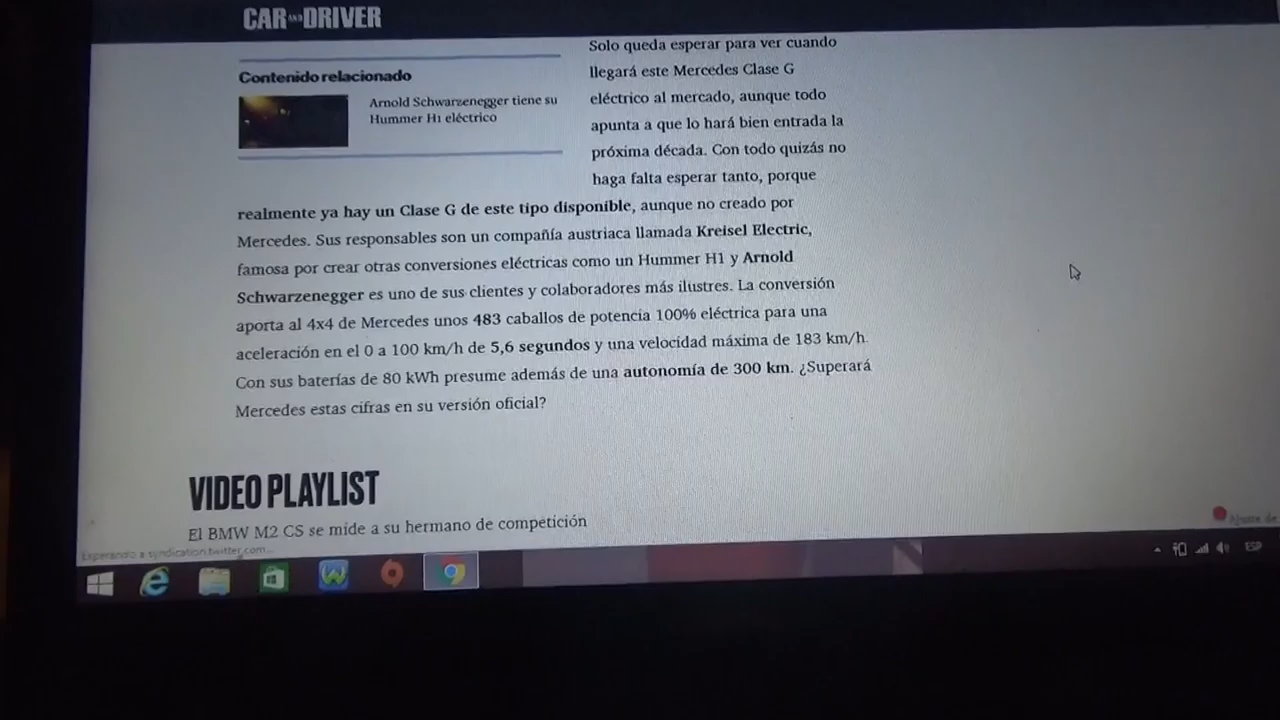 CAR AND DRIVER
Contenido relacionado
Arnold Schwarzenegger tiene su
Hummer H1 eléctrico
Solo queda esperar para ver cuando
llegará este Mercedes Clase G
eléctrico al mercado, aunque todo
apunta a que lo hará bien entrada la
próxima década. Con todo quizás no
haga falta esperar tanto, porque
realmente ya hay un Clase G de este tipo disponible, aunque no creado por
Mercedes. Sus responsables son un compañía austriaca llamada Kreisel Electric,
famosa por crear otras conversiones eléctricas como un Hummer H1 y Arnold
Schwarzenegger es uno de sus clientes y colaboradores más ilustres. La conversión
aporta al 4x4 de Mercedes unos 483 caballos de potencia 100% eléctrica para una
aceleración en el 0 a 100 km/h de 5,6 segundos y una velocidad máxima de 183 km/h.
Con sus baterías de 80 kWh presume además de una autonomía de 300 km. ¿Superará
Mercedes estas cifras en su versión oficial?
VIDEO PLAYLIST
El BMW M2 CS se mide a su hermano de competición
Esperando a syndication.twitter.com...
Ajuste de
ESP